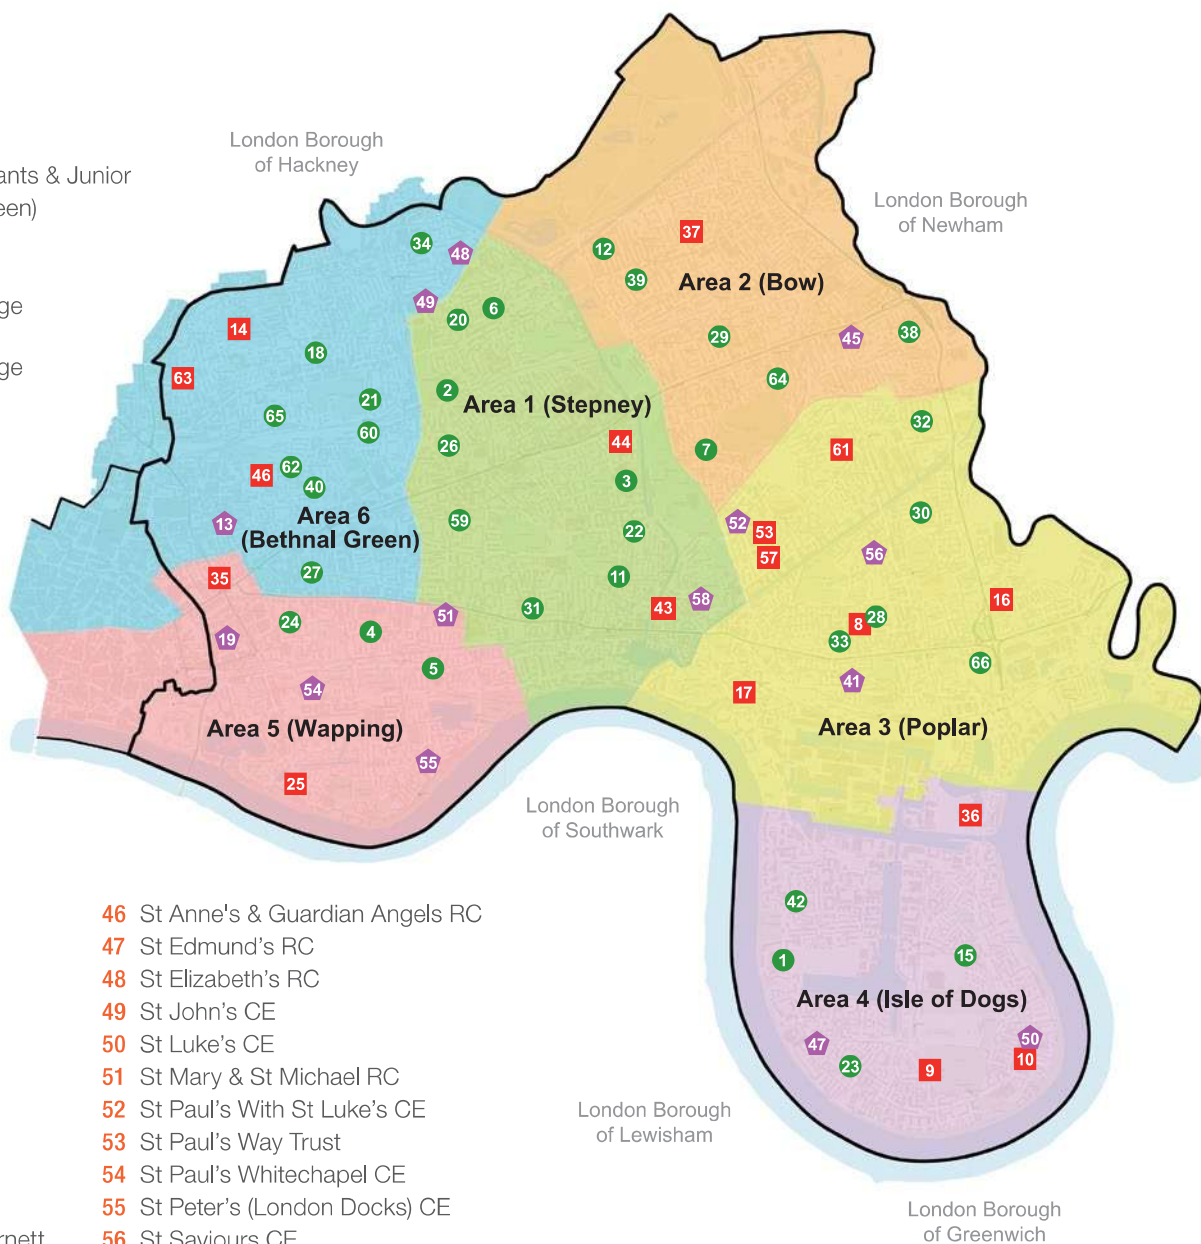 London Borough
of Hackney
ants & Junior
een)
London Borough
of Newham
ge
ge
34
48
12
37
39
Area 2 (Bow)
49
20
6
14
18
29
45
38
63
64
21
2
Area 1 (Stepney)
65
60
26
44
7
61
32
62
46
40
3
13
Area 6
(Bethnal Green)
59
22
52
53
57
30
56
27
35
11
58
16
31
43
51
24
4
19
8
28
33
5
66
54
41
17
Area 5 (Wapping)
Area 3 (Poplar)
55
25
London Borough
of Southwark
36
42
1
15
Area 4 (Isle of Dogs)
47
50
23
9
10
46 St Anne's & Guardian Angels RC
47 St Edmund's RC
48 St Elizabeth's RC
49 St John's CE
50 St Luke's CE
51 St Mary & St Michael RC
52 St Paul's With St Luke's CE
53 St Paul's Way Trust
54 St Paul's Whitechapel CE
55 St Peter's (London Docks) CE
rnett
56 St Saviours CE
London Borough
of Lewisham
London Borough
of Greenwich